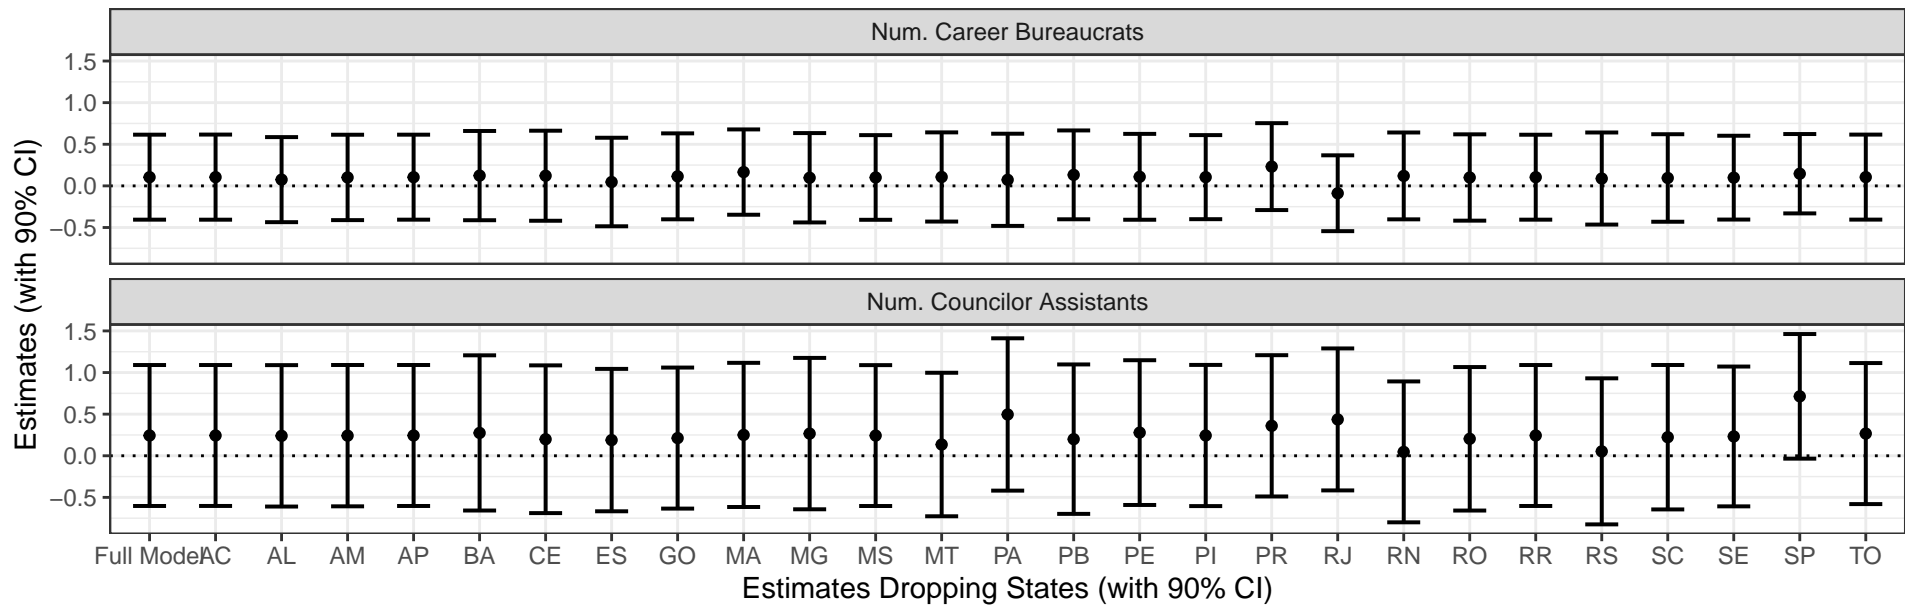 Num. Career Bureaucrats
1.5
1.0
0.5
0.0
−0.5
Num. Councilor Assistants
1.5
1.0
0.5
0.0
−0.5
Estimates (with 90% CI)
Full Model AC AL AM AP BA CE ES GO MA MG MS MT PA PB PE PI PR RJ RN RO RR RS SC SE SP TO
Estimates Dropping States (with 90% CI)